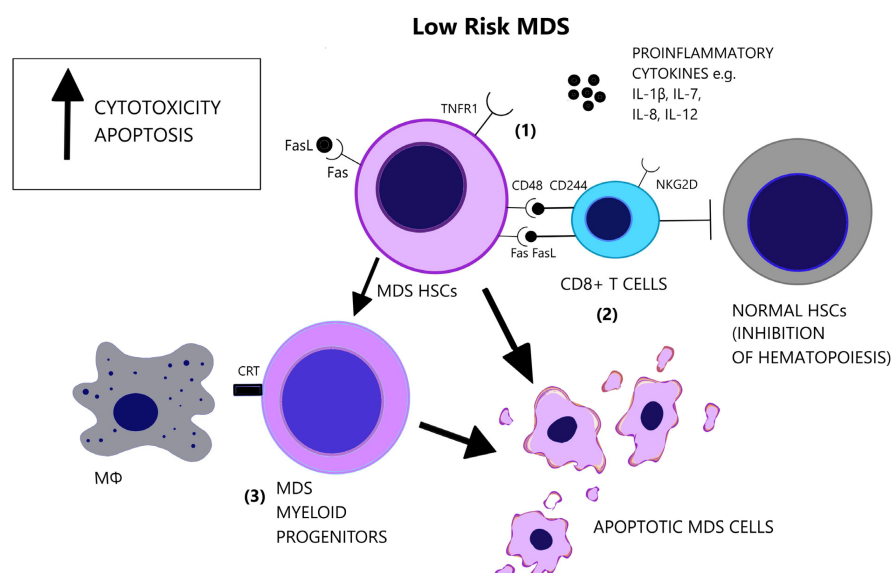 Low Risk MDS
CYTOTOXICITY
APOPTOSIS
PROINFLAMMATORY
CYTOKINES e.g.
IL-1β, IL-7,
IL-8, IL-12
TNFR1
(1)
FasL
Fas
CD48 CD244
NKG2D
Fas FasL
MDS HSCs
CD8+ T CELLS
(2)
NORMAL HSCs
(INHIBITION
OF HEMATOPOIESIS)
CRT
MΦ
(3) MDS
MYELOID
PROGENITORS
APOPTOTIC MDS CELLS